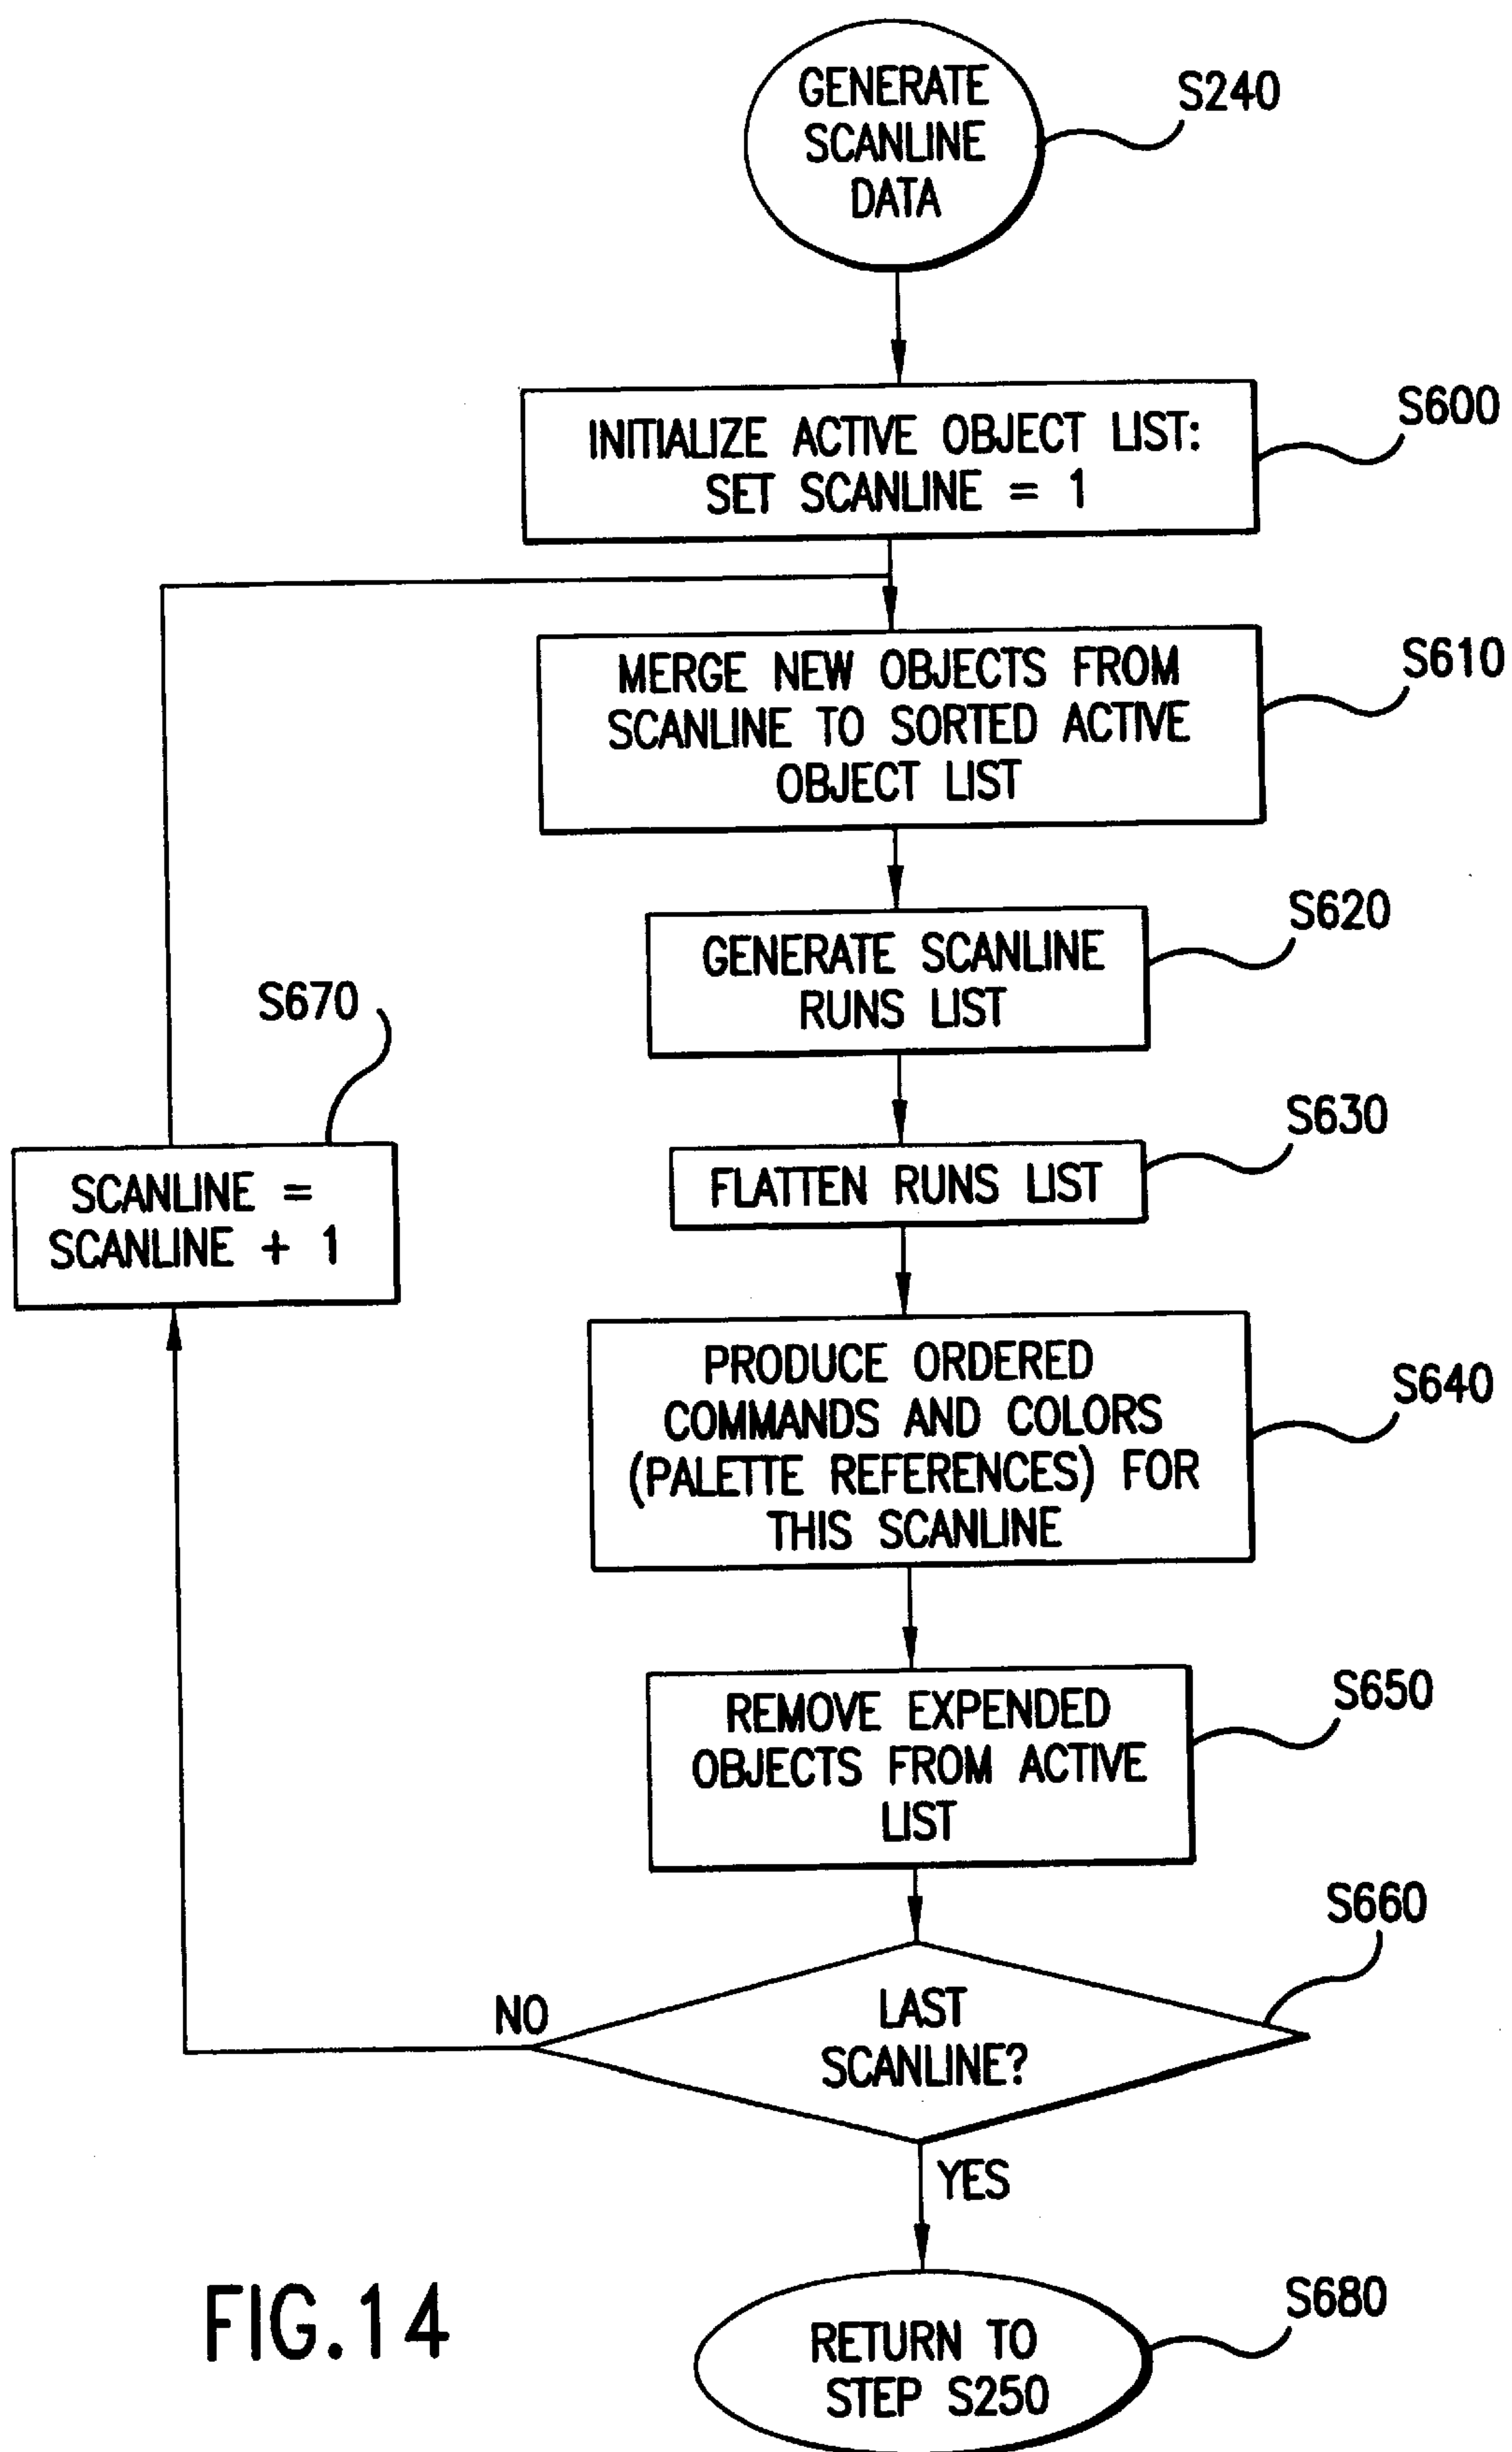 GENERATE
SCANLINE
DATA
S240
INITIALIZE ACTIVE OBJECT LIST:
SET SCANLINE = 1
S600
MERGE NEW OBJECTS FROM
SCANLINE TO SORTED ACTIVE
OBJECT LIST
S610
GENERATE SCANLINE
RUNS LIST
S620
FLATTEN RUNS LIST
S630
PRODUCE ORDERED
COMMANDS AND COLORS
(PALETTE REFERENCES) FOR
THIS SCANLINE
S640
REMOVE EXPENDED
OBJECTS FROM ACTIVE
LIST
S650
LAST
SCANLINE?
S660
NO
S670
SCANLINE =
SCANLINE + 1
YES
RETURN TO
STEP S250
S680
FIG.14